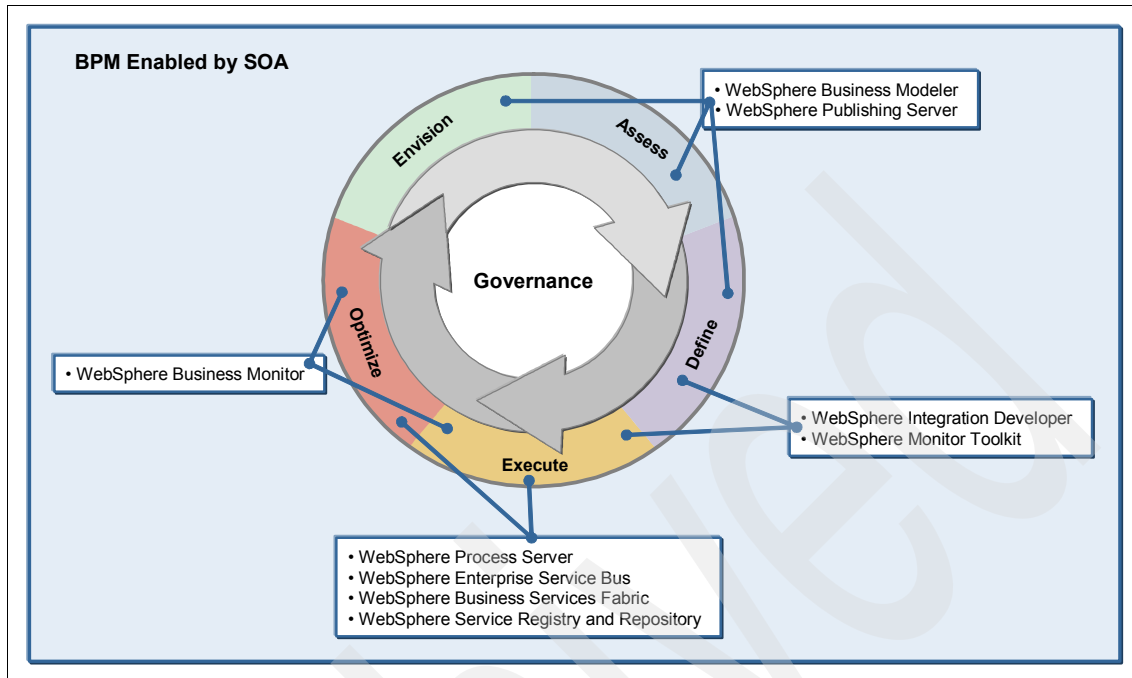 BPM Enabled by SOA
• WebSphere Business Modeler
• WebSphere Publishing Server
Envision
Assess
Governance
Optimize
Define
• WebSphere Business Monitor
• WebSphere Integration Developer
• WebSphere Monitor Toolkit
Execute
• WebSphere Process Server
• WebSphere Enterprise Service Bus
• WebSphere Business Services Fabric
• WebSphere Service Registry and Repository